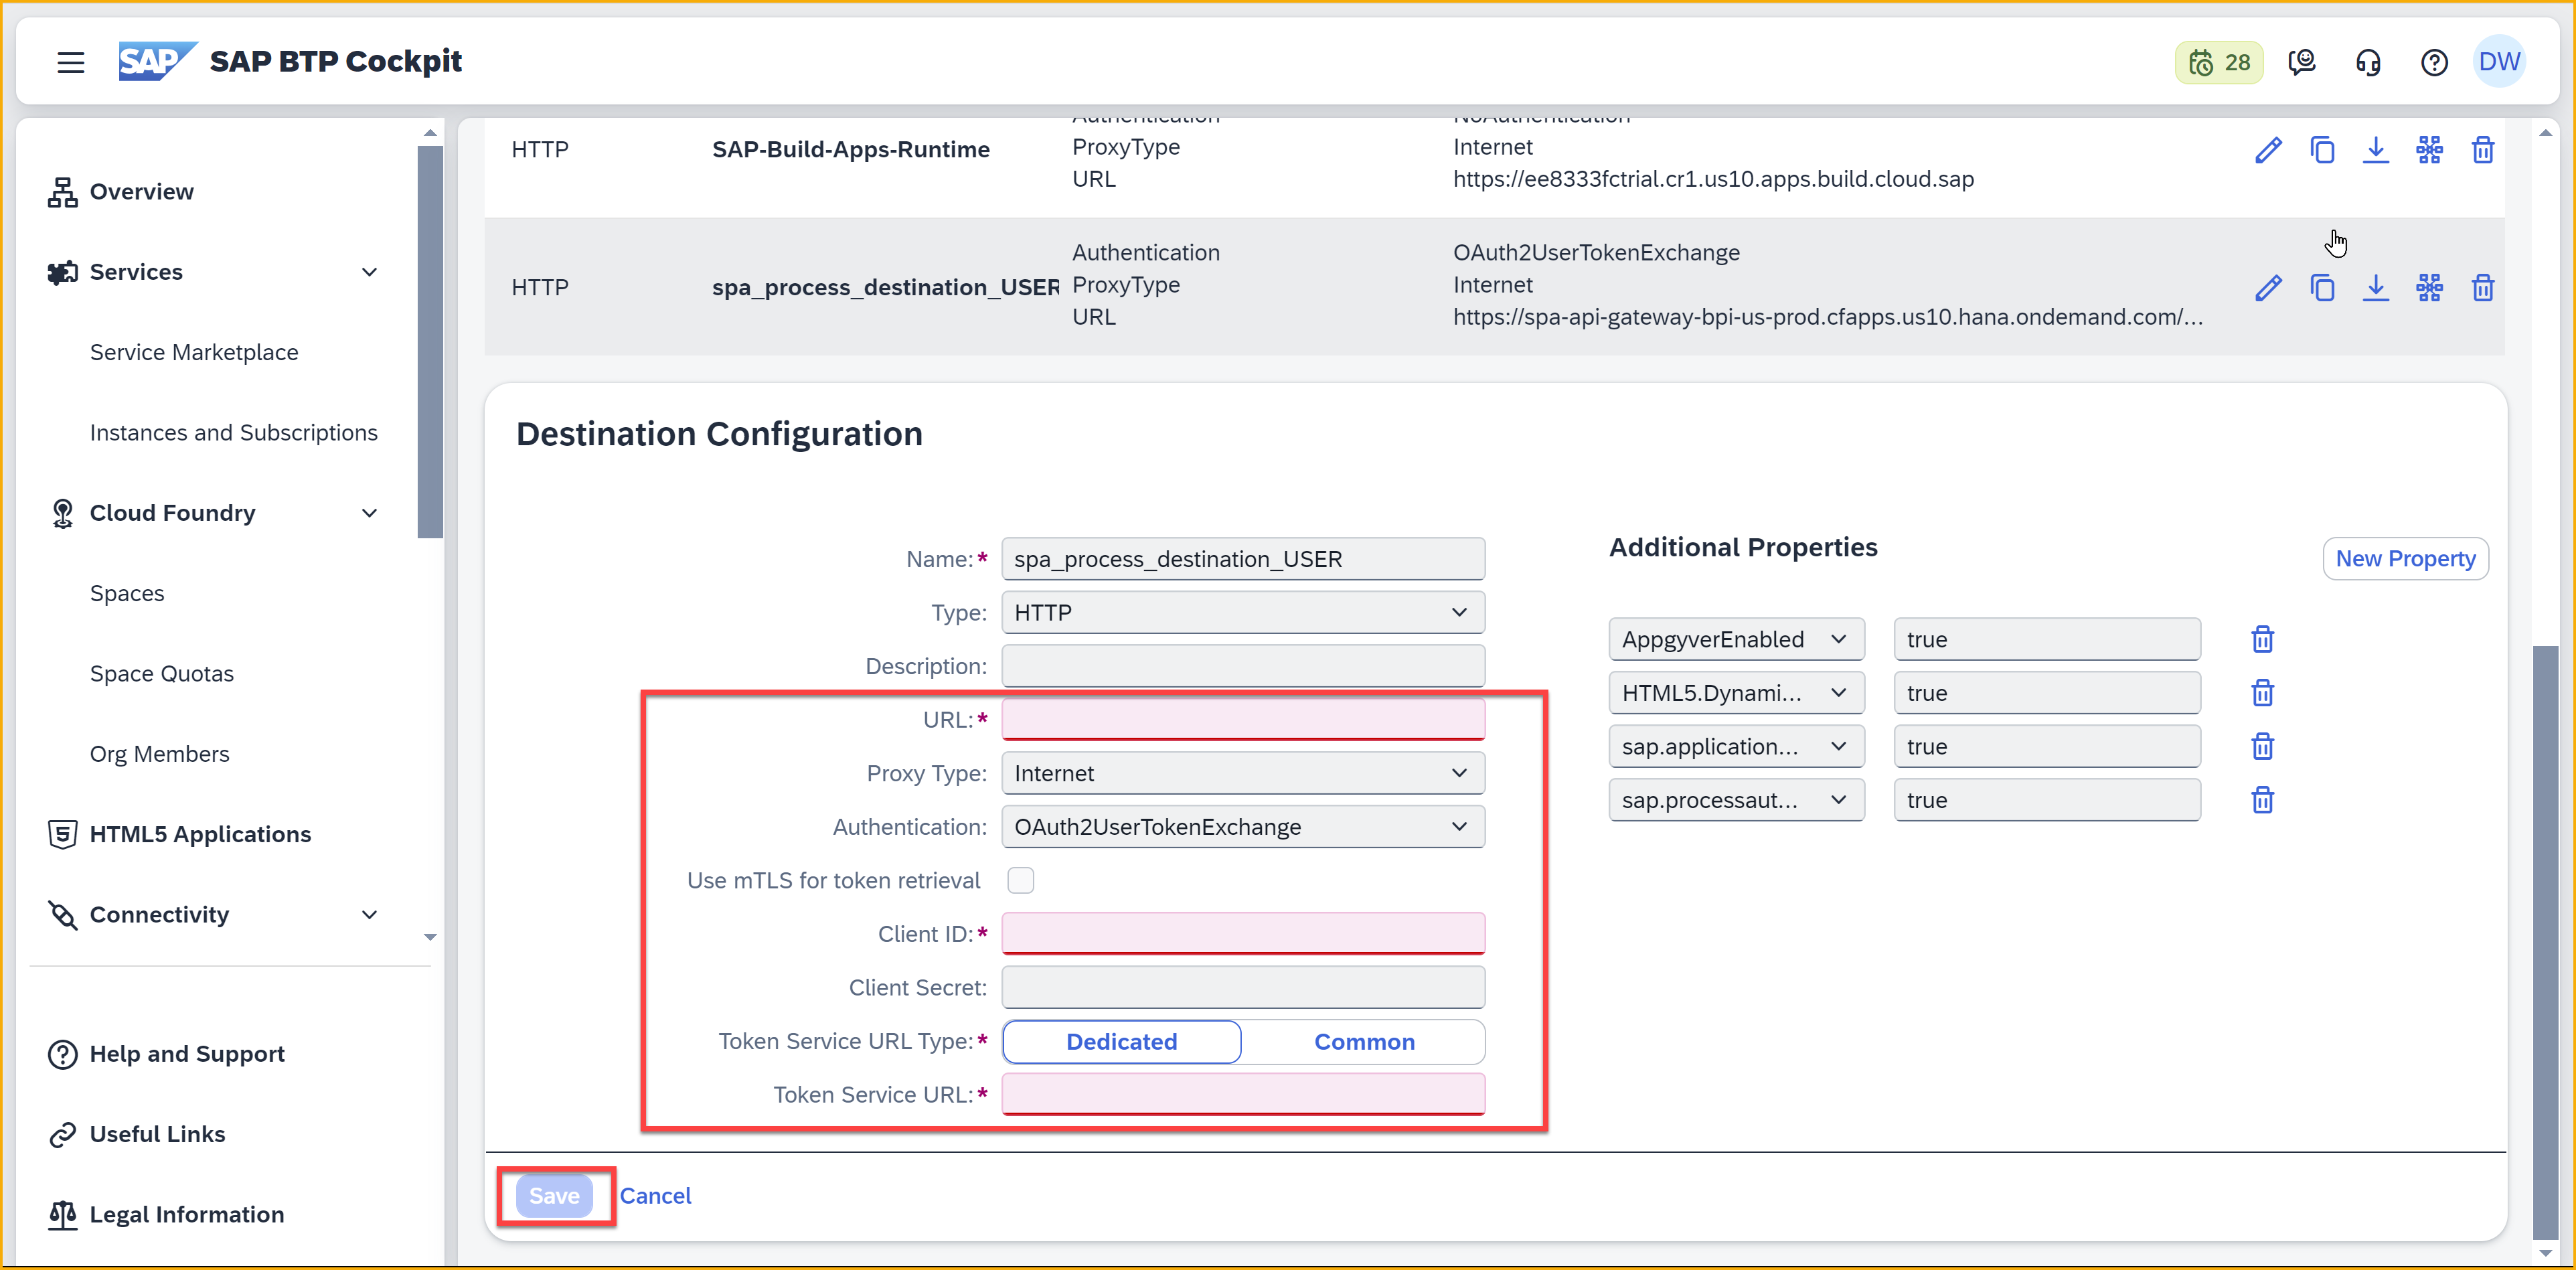 SAP SAP BTP Cockpit
28
DW
Overview
Services
Service Marketplace
Instances and Subscriptions
Cloud Foundry
Spaces
Space Quotas
Org Members
HTML5 Applications
Connectivity
Help and Support
Useful Links
Legal Information
Authentication NoAuthentication
HTTP SAP-Build-Apps-Runtime ProxyType Internet
URL https://ee8333fctrial.cr1.us10.apps.build.cloud.sap
Authentication OAuth2UserTokenExchange
HTTP spa_process_destination_USER ProxyType Internet
URL https://spa-api-gateway-bpi-us-prod.cfapps.us10.hana.ondemand.com/...
Destination Configuration
Name:* spa_process_destination_USER
Type: HTTP
Description:
URL:*
Proxy Type: Internet
Authentication: OAuth2UserTokenExchange
Use mTLS for token retrieval
Client ID:*
Client Secret:
Token Service URL Type:* Dedicated Common
Token Service URL:*
Additional Properties
New Property
AppgyverEnabled true
HTML5.Dynami... true
sap.application... true
sap.processaut... true
Save Cancel